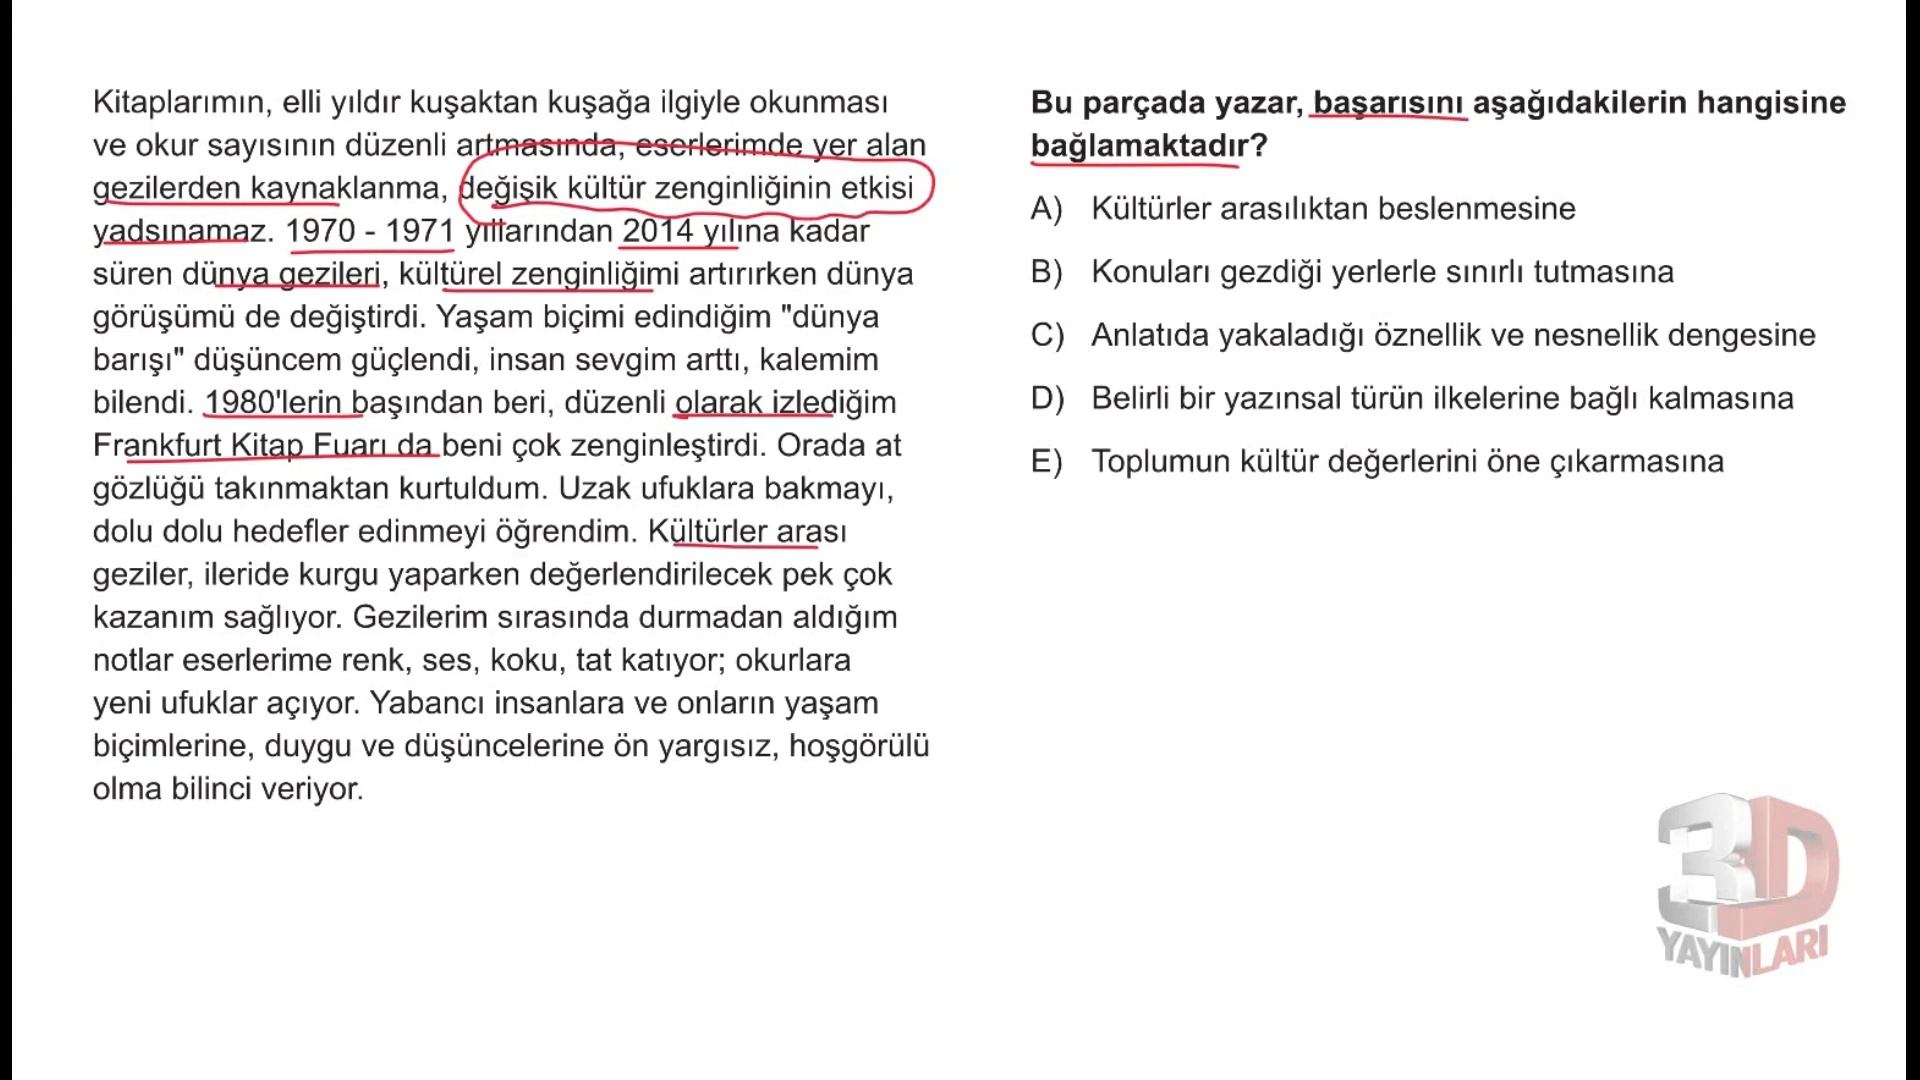 Kitaplarımın, elli yıldır kuşaktan kuşağa ilgiyle okunması
ve okur sayısının düzenli artmasında, eserlerimde yer alan
gezilerden kaynaklanma, değişik kültür zenginliğinin etkisi
yadsınamaz. 1970 - 1971 yıllarından 2014 yılına kadar
süren dünya gezileri, kültürel zenginliğimi artırırken dünya
görüşümü de değiştirdi. Yaşam biçimi edindiğim "dünya
barışı" düşüncem güçlendi, insan sevgim arttı, kalemim
bilendi. 1980'lerin başından beri, düzenli olarak izlediğim
Frankfurt Kitap Fuarı da beni çok zenginleştirdi. Orada at
gözlüğü takınmaktan kurtuldum. Uzak ufuklara bakmayı,
dolu dolu hedefler edinmeyi öğrendim. Kültürler arası
geziler, ileride kurgu yaparken değerlendirilecek pek çok
kazanım sağlıyor. Gezilerim sırasında durmadan aldığım
notlar eserlerime renk, ses, koku, tat katıyor; okurlara
yeni ufuklar açıyor. Yabancı insanlara ve onların yaşam
biçimlerine, duygu ve düşüncelerine ön yargısız, hoşgörülü
olma bilinci veriyor.
Bu parçada yazar, başarısını aşağıdakilerin hangisine
bağlamaktadır?
A) Kültürler arasılıktan beslenmesine
B) Konuları gezdiği yerlerle sınırlı tutmasına
C) Anlatıda yakaladığı öznellik ve nesnellik dengesine
D) Belirli bir yazınsal türün ilkelerine bağlı kalmasına
E) Toplumun kültür değerlerini öne çıkarmasına
3D
YAYINLARI